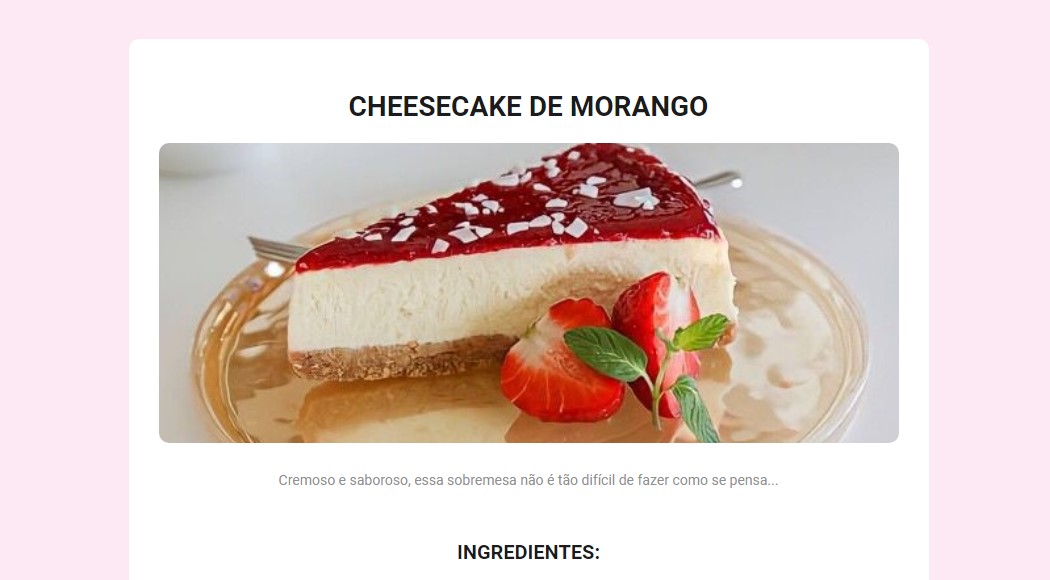 CHEESECAKE DE MORANGO
Cremoso e saboroso, essa sobremesa não é tão difícil de fazer como se pensa...
INGREDIENTES: